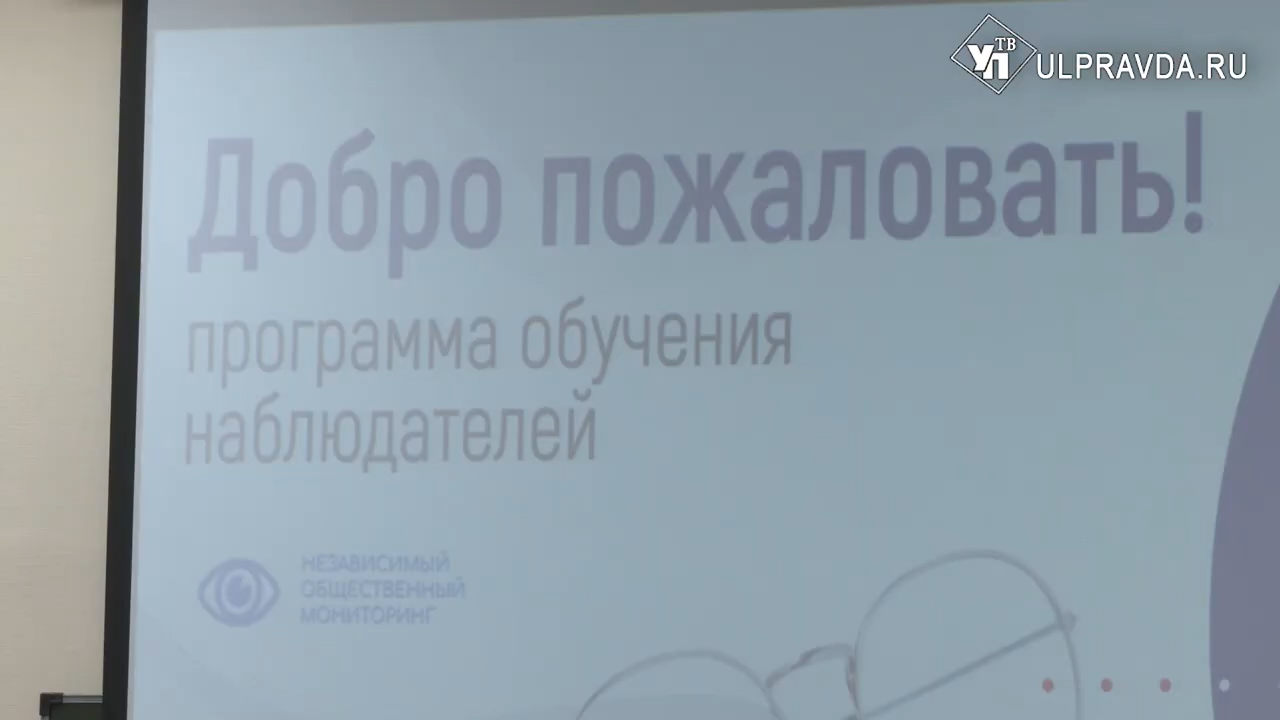 УП ТВ ULPRAVDA.RU
Добро пожаловать!
программа обучения
наблюдателей
НЕЗАВИСИМЫЙ
ОБЩЕСТВЕННЫЙ
МОНИТОРИНГ